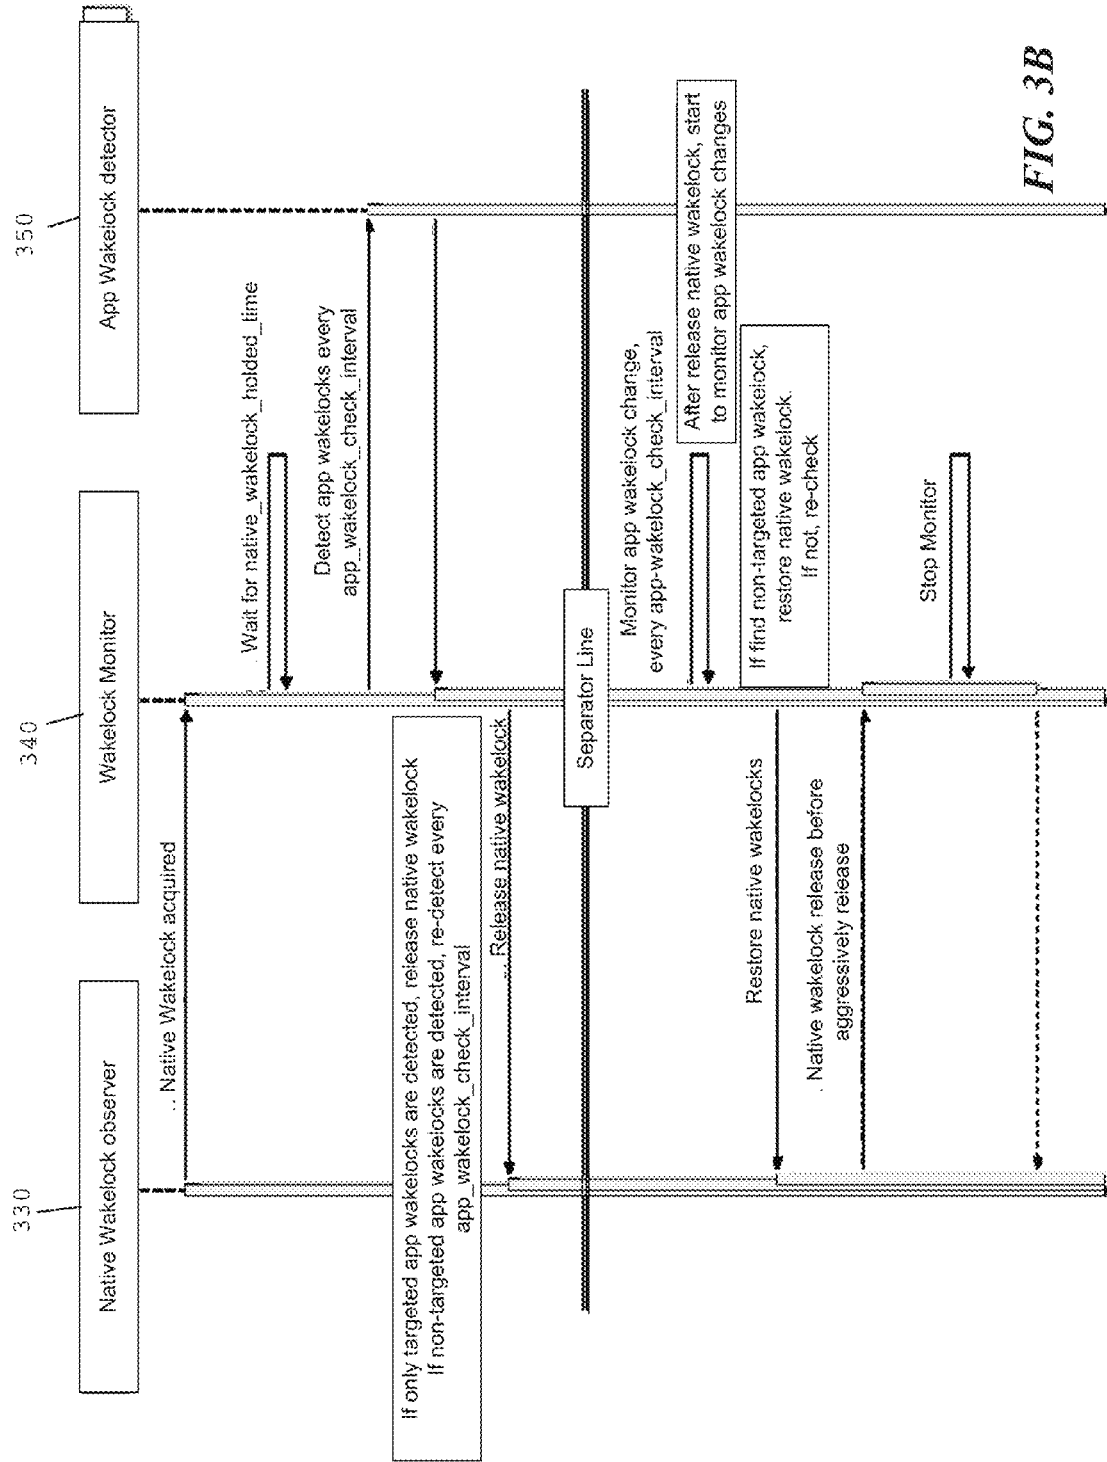 330
340
350
Native Wakelock observer
Wakelock Monitor
App Wakelock detector
.. Native Wakelock acquired
. Wait for native_wakelock_holded_time
Detect app wakelocks every
app_wakelock_check_interval
If only targeted app wakelocks are detected, release native wakelock
If non-targeted app wakelocks are detected, re-detect every
app_wakelock_check_interval
.. Release native wakelock
Separator Line
Monitor app wakelock change,
every app-wakelock_check_interval
After release native wakelock, start
to monitor app wakelock changes
Restore native wakelocks
If find non-targeted app wakelock,
restore native wakelock.
If not, re-check
. Native wakelock release before
aggressively release
Stop Monitor
FIG. 3B